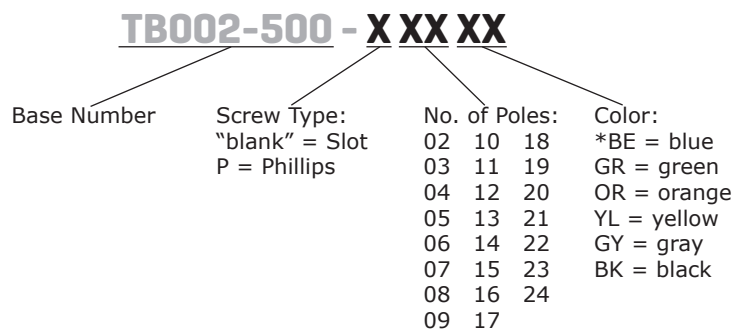 TB002-500 - X XX XX
Base Number Screw Type: No. of Poles: Color:
“blank” = Slot 02 10 18 *BE = blue
P = Phillips 03 11 19 GR = green
04 12 20 OR = orange
05 13 21 YL = yellow
06 14 22 GY = gray
07 15 23 BK = black
08 16 24
09 17